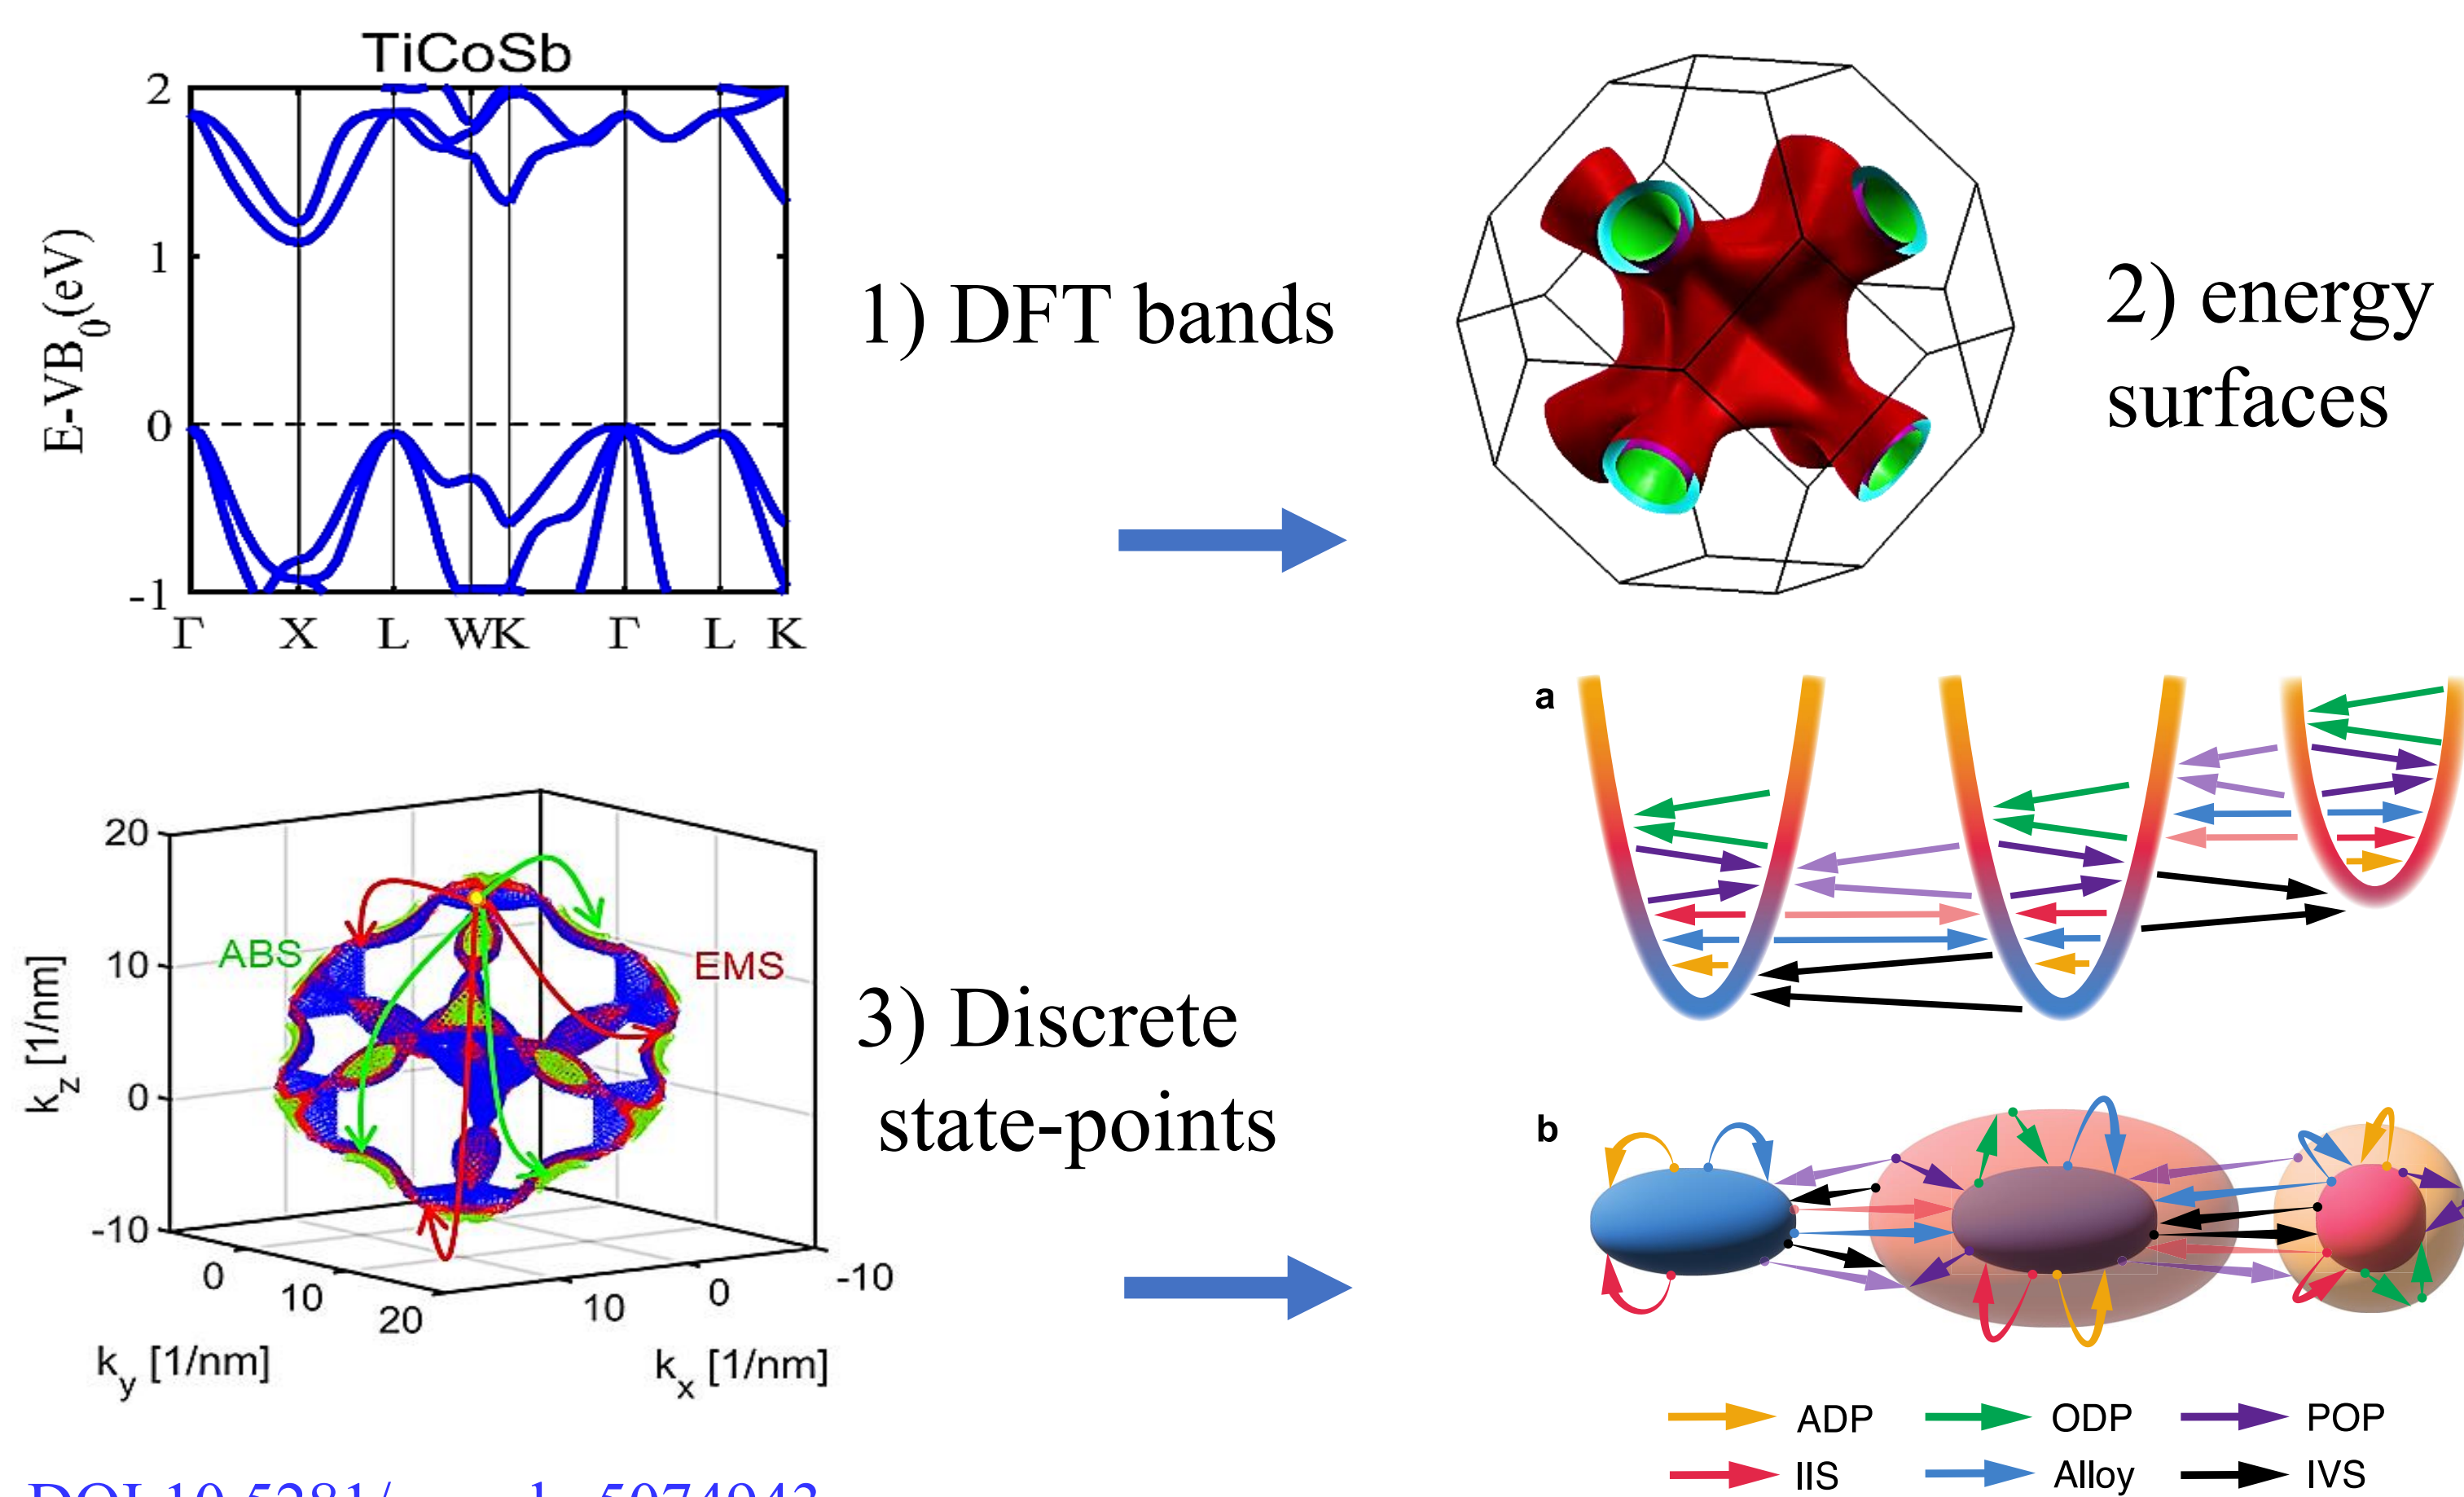 TiCoSb
2
1
0
-1
E-VB0(eV)
Γ X L W K Γ L K
1) DFT bands
2) energy
surfaces
20
10
0
-10
kz [1/nm]
ABS
EMS
0 10 20
10 0 -10
ky [1/nm]
kx [1/nm]
3) Discrete
state-points
a
b
ADP ODP POP
IIS Alloy IVS